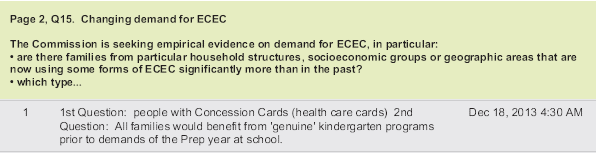 Page 2, Q15.  Changing demand for ECEC
The Commission is seeking empirical evidence on demand for ECEC, in particular:
• are there families from particular household structures, socioeconomic groups or geographic areas that are
now using some forms of ECEC significantly more than in the past?
• which type...
1 1st Question:  people with Concession Cards (health care cards)  2nd Dec 18, 2013 4:30 AM
Question:  All families would benefit from 'genuine' kindergarten programs
prior to demands of the Prep year at school.